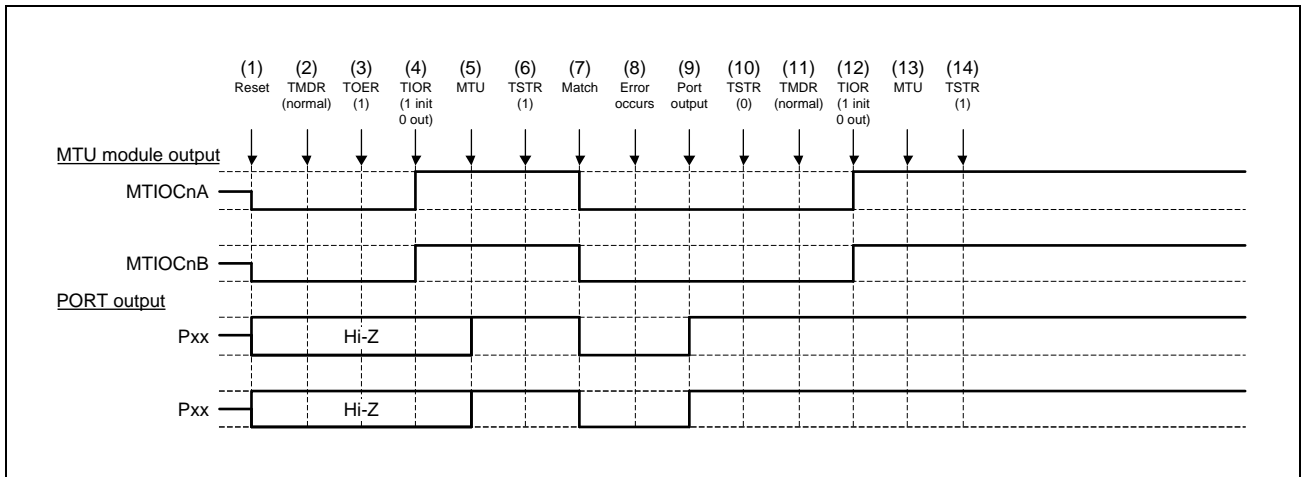 (1) (2) (3) (4) (5) (6) (7) (8) (9) (10) (11) (12) (13) (14)
Reset TMDR TOER TIOR MTU TSTR Match Error Port TSTR TMDR TIOR MTU TSTR
(normal) (1) (1 init (1) occurs output (0) (normal) (1 init (1)
0 out) 0 out)
MTU module output
MTIOCnA
MTIOCnB
PORT output
Pxx Hi-Z
Pxx Hi-Z